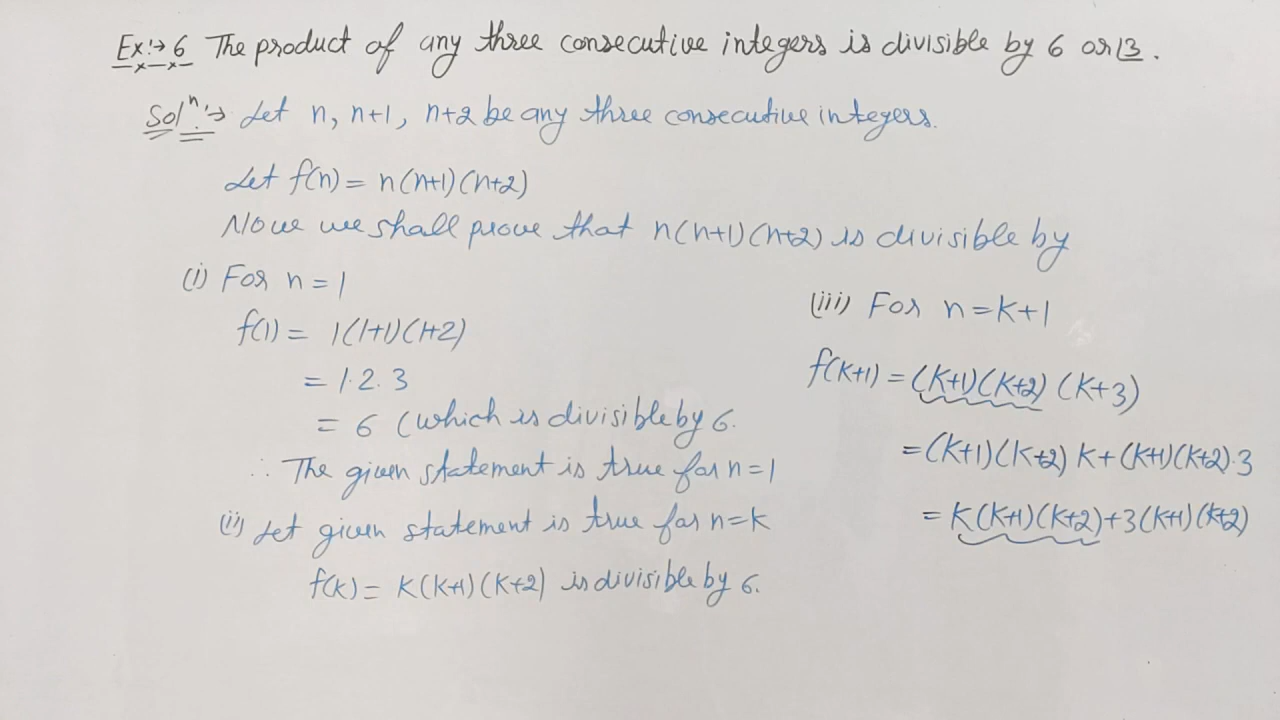 Ex:→ 6 The product of any three consecutive integers is divisible by 6 or ⌊3.
Solⁿ:→ Let n, n+1, n+2 be any three consecutive integers.
Let f(n) = n(n+1)(n+2)
Now we shall prove that n(n+1)(n+2) is divisible by
(i) For n=1
f(1) = 1(1+1)(1+2)
= 1·2·3
= 6 (which is divisible by 6.
∴ The given statement is true for n=1
(ii) Let given statement is true for n=k
f(k) = k(k+1)(k+2) is divisible by 6.
(iii) For n=k+1
f(k+1) = (k+1)(k+2)(k+3)
= (k+1)(k+2)k+(k+1)(k+2)·3
= k(k+1)(k+2)+3(k+1)(k+2)